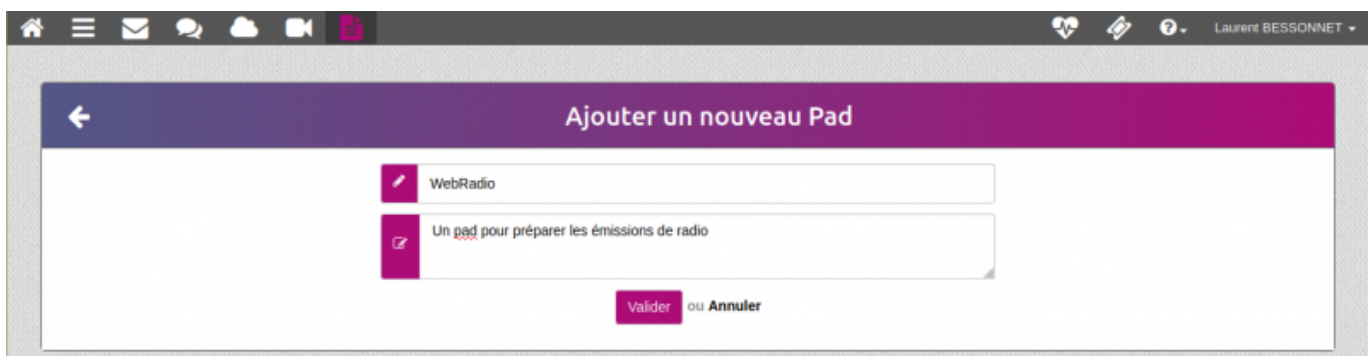 Laurent BESSONNET
Ajouter un nouveau Pad
WebRadio
Un pad pour préparer les émissions de radio
Valider ou Annuler